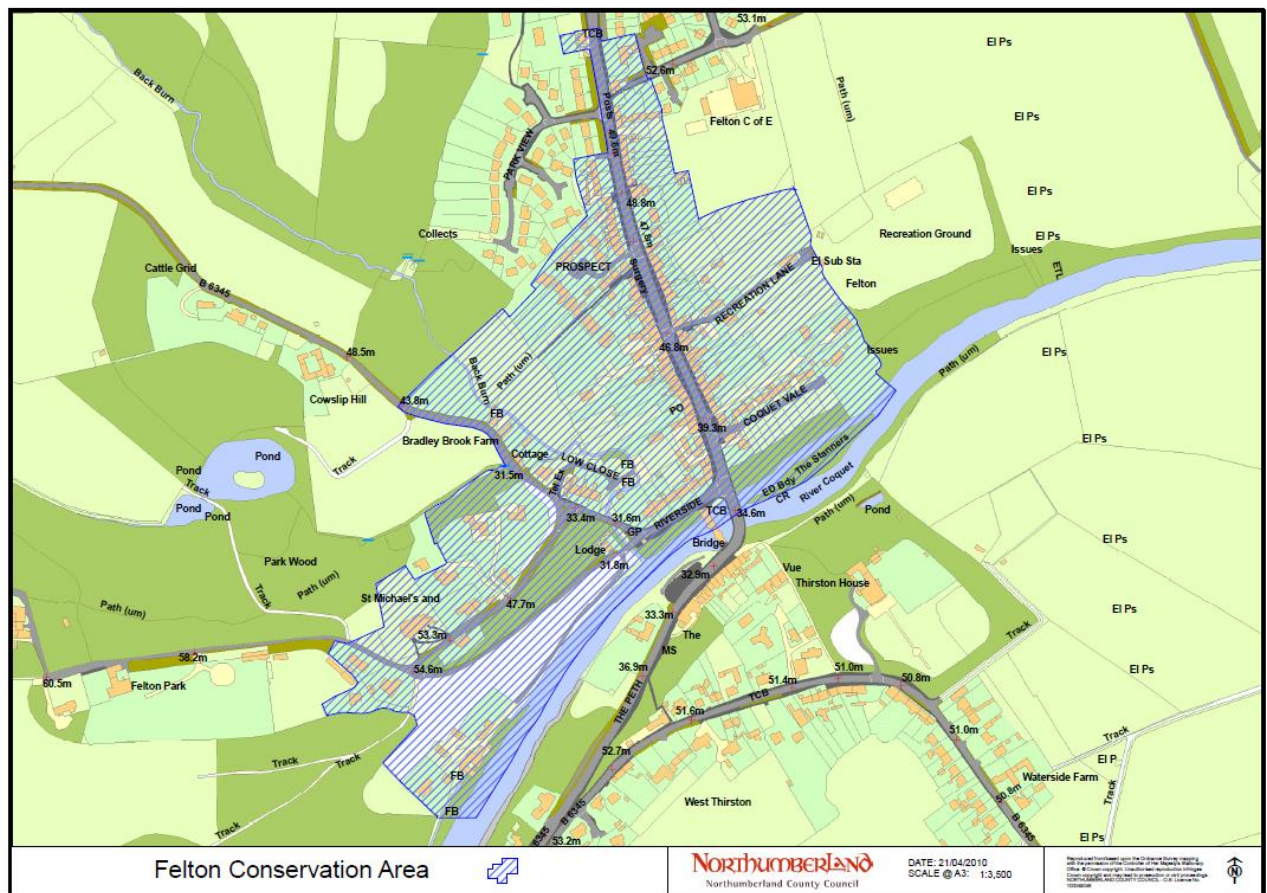 TCB
53.1m
El Ps
52.6m
Back Burn
Path (um)
Posts
49.6m
El Ps
Felton C of E
PARK VIEW
El Ps
48.8m
47.8m
Collects
Recreation Ground
El Ps
Issues
PROSPECT
Surgery
El Sub Sta
Cattle Grid
B 6345
RECREATION LANE
Felton
ETL
46.8m
48.5m
Issues
El Ps
Path (um)
Back Burn
Path (um)
Cowslip Hill
43.8m
FB
PO
COQUET VALE
39.3m
El Ps
Bradley Brook Farm
Cottage
Pond
Pond
Track
LOW CLOSE
FB
The Stanners
31.5m
Tel Ex
FB
ED Bdy
Track
CR
River Coquet
Pond
Pond
33.4m
31.6m
RIVERSIDE
TCB
34.6m
Path (um)
Pond
GP
El Ps
Lodge
Bridge
Park Wood
31.8m
32.9m
Vue
Thirston House
Path (um)
Track
St Michael's and
47.7m
33.3m
El Ps
Path (um)
53.3m
The
Track
MS
58.2m
54.6m
36.9m
51.0m
El Ps
60.5m
Felton Park
51.4m
50.8m
TCB
THE PETH
51.6m
51.0m
Track
Track
52.7m
El P
Track
FB
Waterside Farm
Track
50.8m
West Thirston
FB
Track
B 6345
53.2m
B 6345
El Ps
Felton Conservation Area
NORTHUMBERLAND
Northumberland County Council
DATE: 21/04/2010
SCALE @ A3: 1:3,500
N